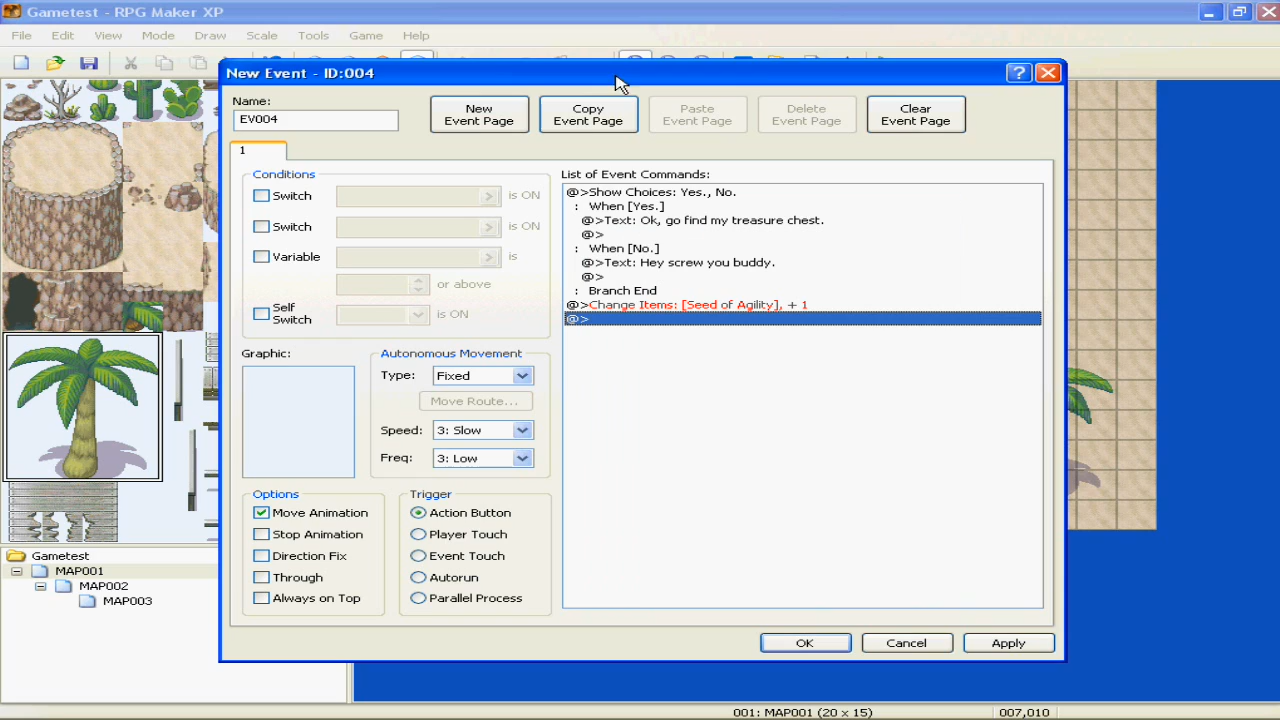 Gametest - RPG Maker XP
File Edit View Mode Draw Scale Tools Game Help
New Event - ID:004
Name:
EV004
New
Event Page
Copy
Event Page
Paste
Event Page
Delete
Event Page
Clear
Event Page
1
Conditions
Switch is ON
Switch is ON
Variable is
or above
Self
Switch is ON
Graphic:
Autonomous Movement
Type: Fixed
Move Route...
Speed: 3: Slow
Freq: 3: Low
Options
Move Animation
Stop Animation
Direction Fix
Through
Always on Top
Trigger
Action Button
Player Touch
Event Touch
Autorun
Parallel Process
List of Event Commands:
@>Show Choices: Yes., No.
: When [Yes.]
@>Text: Ok, go find my treasure chest.
@>
: When [No.]
@>Text: Hey screw you buddy.
@>
: Branch End
@>Change Items: [Seed of Agility], + 1
@>
OK Cancel Apply
Gametest
MAP001
MAP002
MAP003
001: MAP001 (20 x 15) 007,010